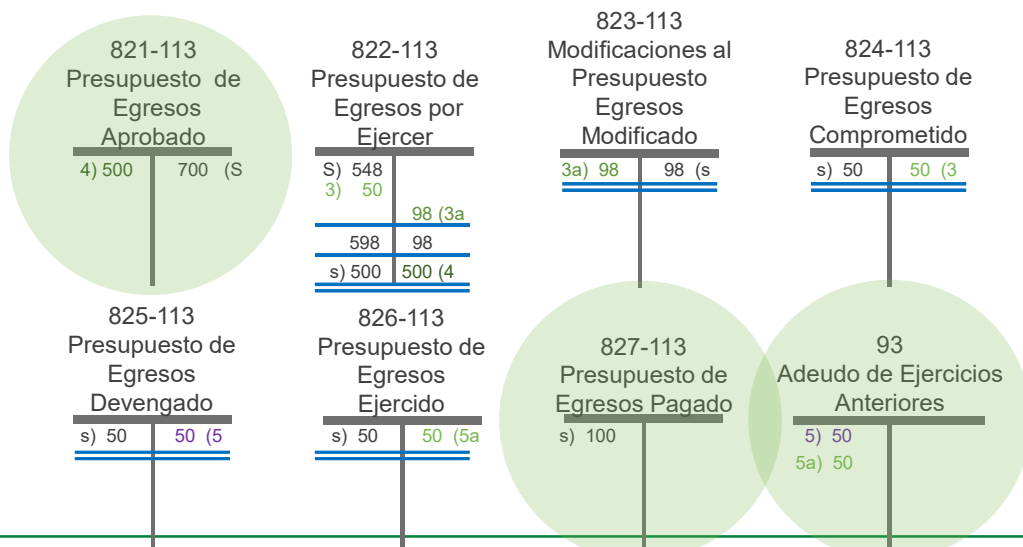 821-113
Presupuesto de
Egresos
Aprobado
4) 500 700 (S
822-113
Presupuesto de
Egresos por
Ejercer
S) 548
3) 50
98 (3a
598 98
s) 500 500 (4
823-113
Modificaciones al
Presupuesto
Egresos
Modificado
3a) 98 98 (s
824-113
Presupuesto de
Egresos
Comprometido
s) 50 50 (3
825-113
Presupuesto de
Egresos
Devengado
s) 50 50 (5
826-113
Presupuesto de
Egresos
Ejercido
s) 50 50 (5a
827-113
Presupuesto de
Egresos Pagado
s) 100
93
Adeudo de Ejercicios
Anteriores
5) 50
5a) 50